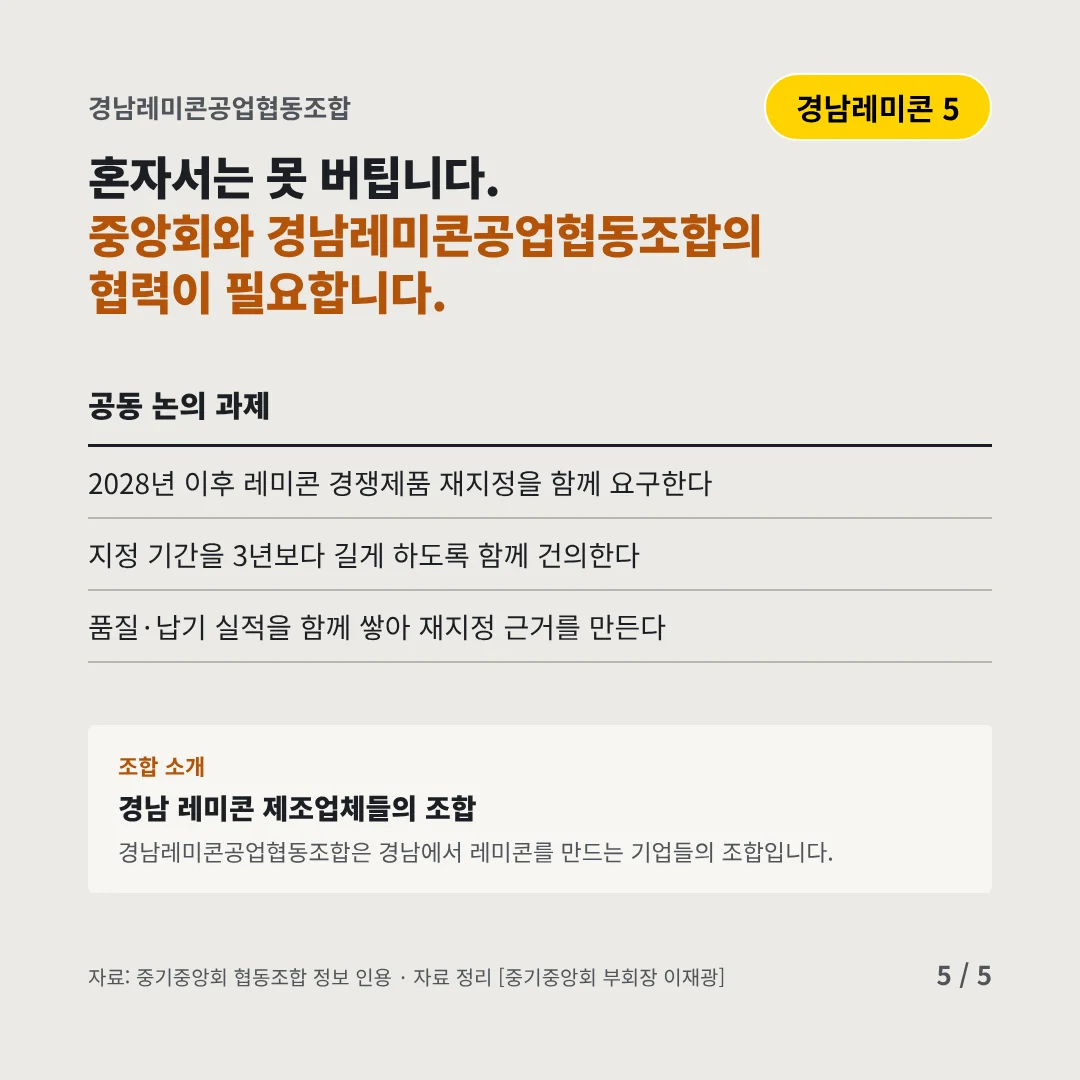 경남레미콘공업협동조합
경남레미콘 5
혼자서는 못 버팁니다.
중앙회와 경남레미콘공업협동조합의
협력이 필요합니다.
공동 논의 과제
2028년 이후 레미콘 경쟁제품 재지정을 함께 요구한다
지정 기간을 3년보다 길게 하도록 함께 건의한다
품질·납기 실적을 함께 쌓아 재지정 근거를 만든다
조합 소개
경남 레미콘 제조업체들의 조합
경남레미콘공업협동조합은 경남에서 레미콘를 만드는 기업들의 조합입니다.
자료: 중기중앙회 협동조합 정보 인용 · 자료 정리 [중기중앙회 부회장 이재광]
5 / 5